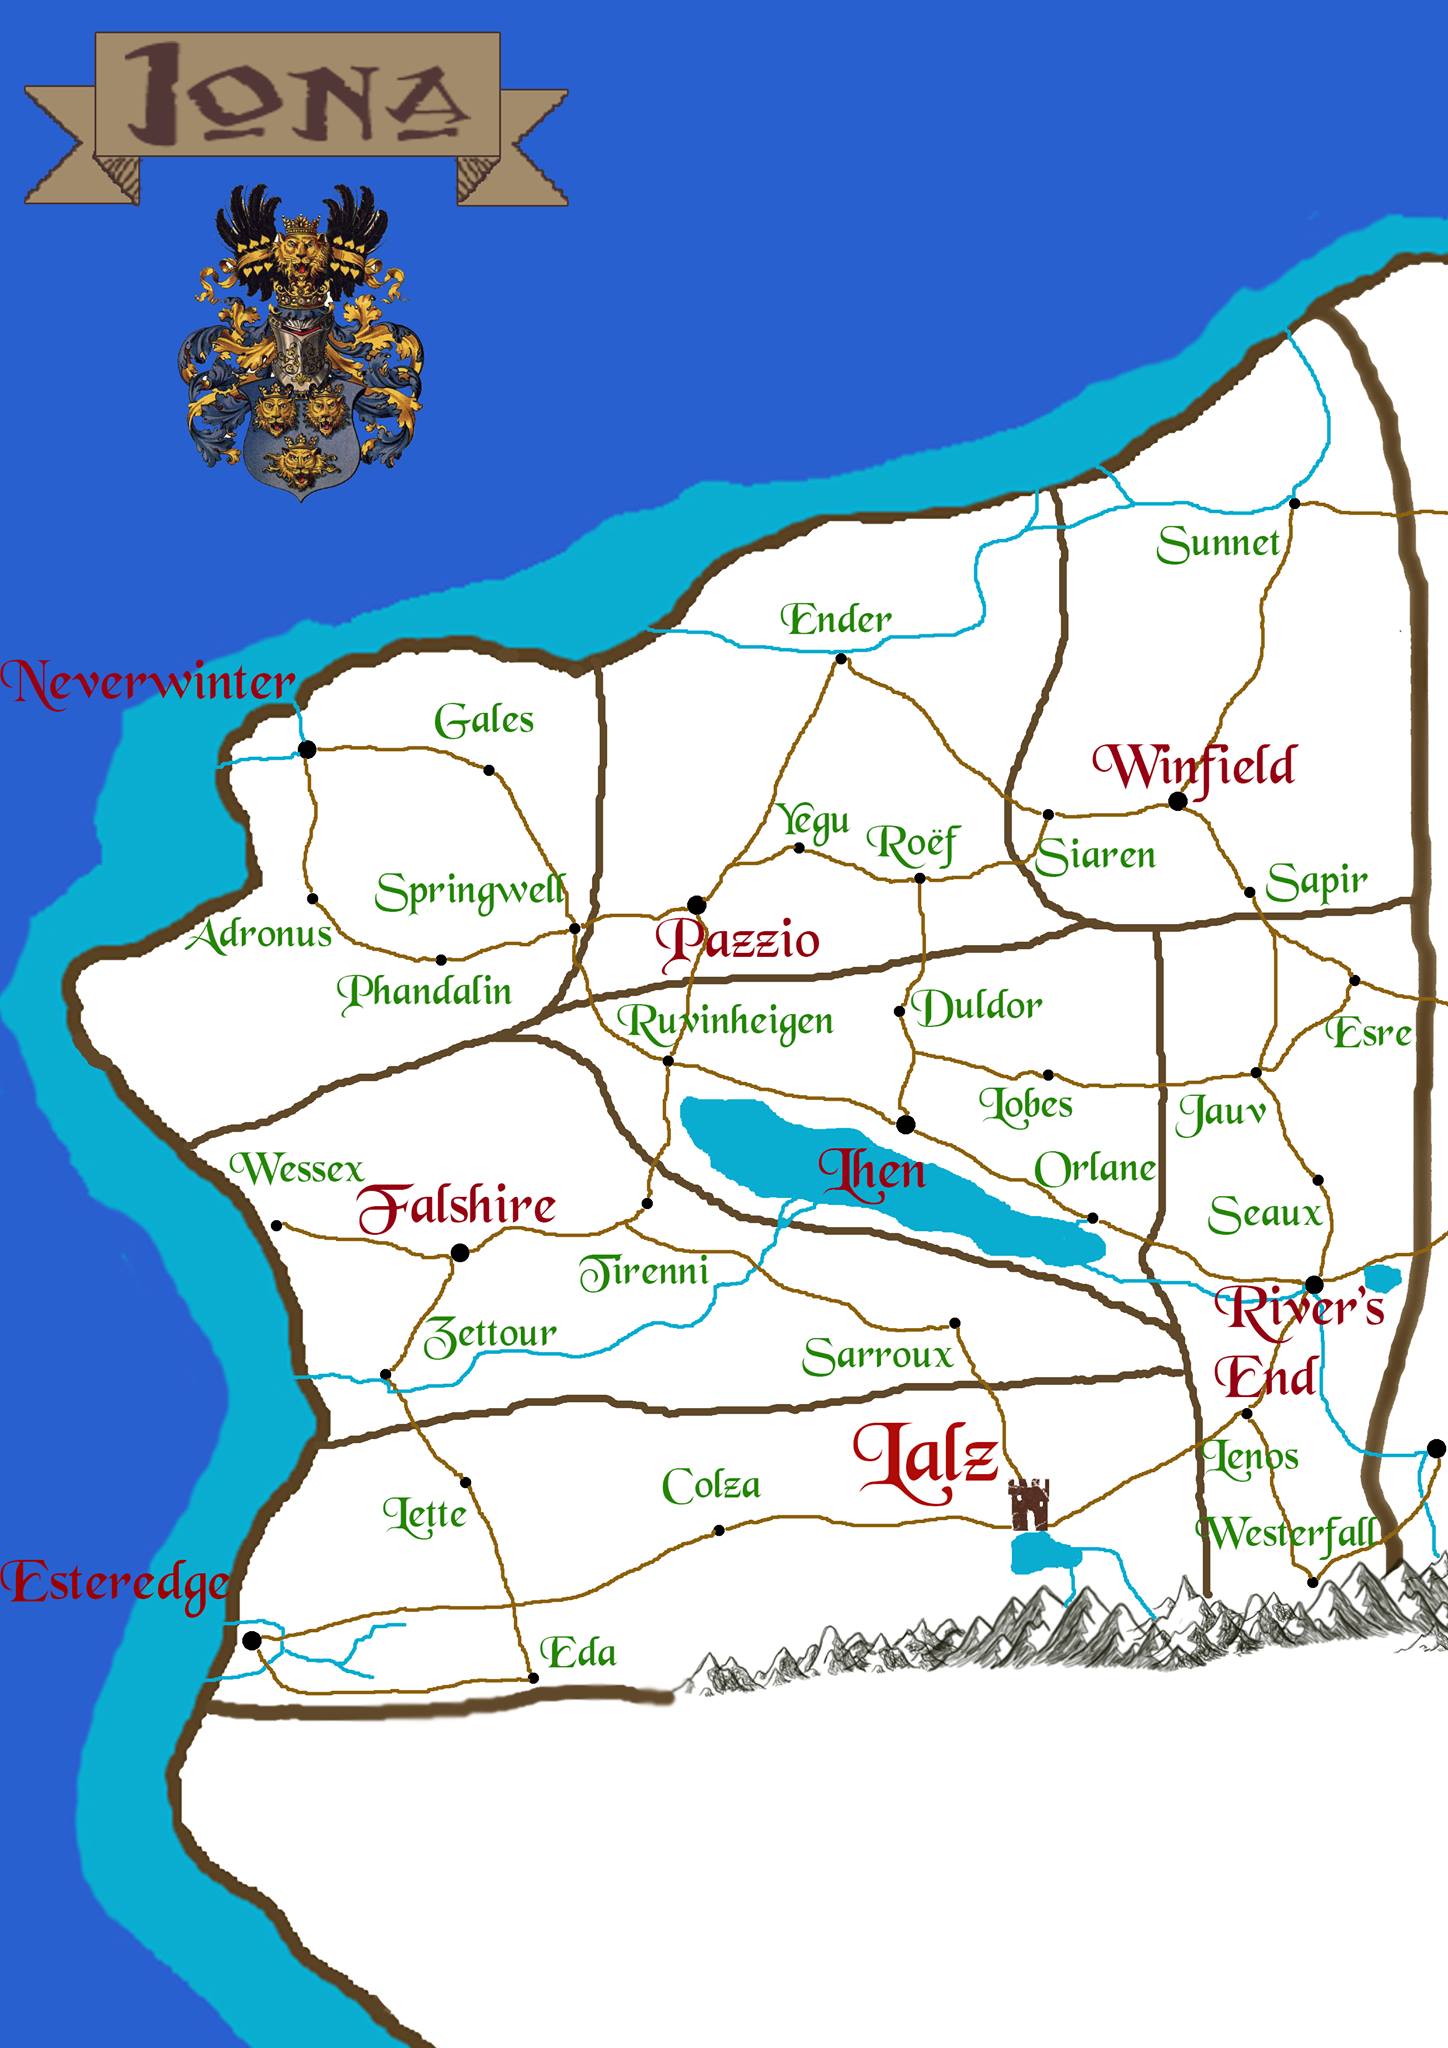 Iona
Sunnet
Ender
Neverwinter
Gales
Winfield
Yegu
Roëf
Siaren
Springwell
Sapir
Adronus
Pazzio
Phandalin
Ruvinheigen
Duldor
Esre
Lobes
Jauv
Wessex
Lhen
Orlane
Falshire
Seaux
Tirenni
River's
End
Zettour
Sarroux
Lalz
Lenos
Colza
Lette
Westerfall
Esteredge
Eda